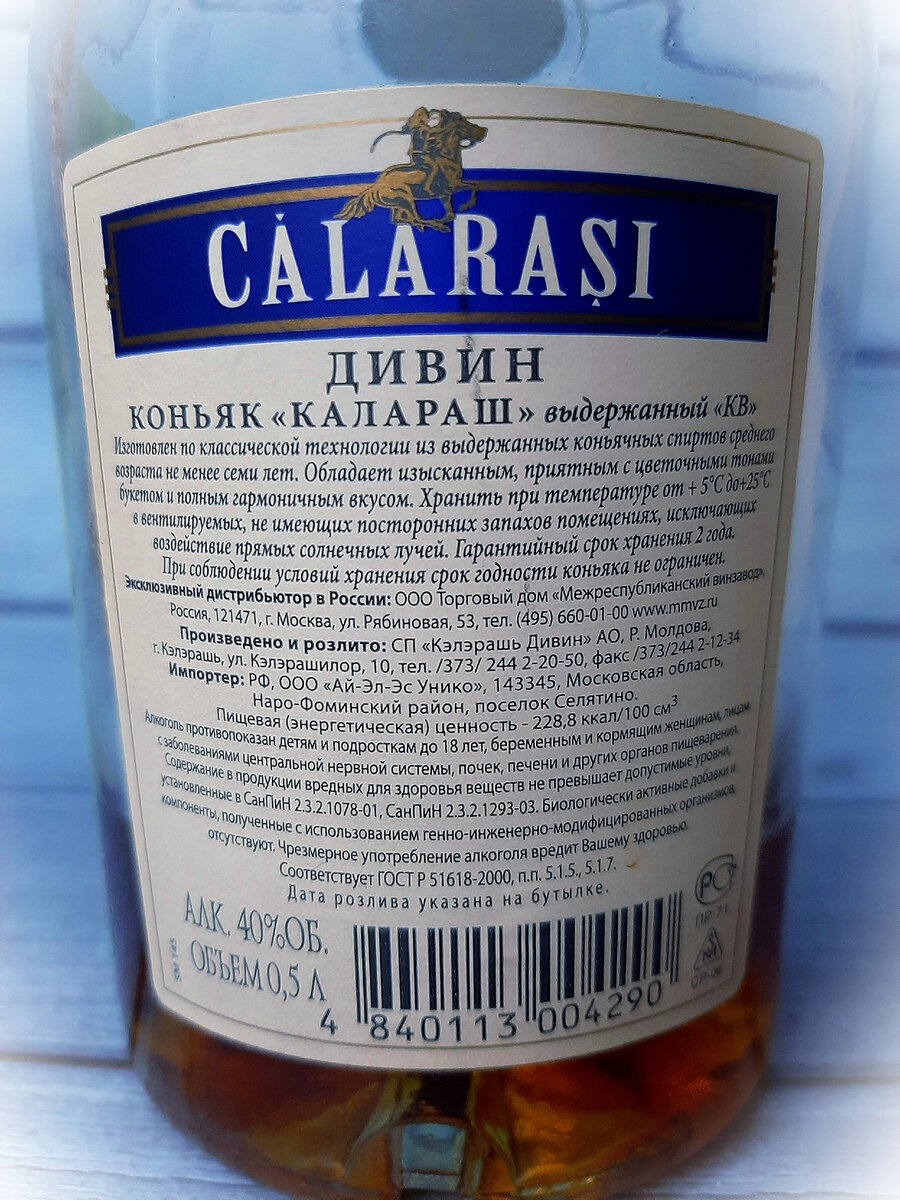 CĂLĂRAŞI
ДИВИН
КОНЬЯК «КАЛАРАШ» выдержанный «КВ»
Изготовлен по классической технологии из выдержанных коньячных спиртов среднего
возраста не менее семи лет. Обладает изысканным, приятным с цветочными тонами
букетом и полным гармоничным вкусом. Хранить при температуре от + 5°С до+25°С
в вентилируемых, не имеющих посторонних запахов помещениях, исключающих
воздействие прямых солнечных лучей. Гарантийный срок хранения 2 года.
При соблюдении условий хранения срок годности коньяка не ограничен.
Эксклюзивный дистрибьютор в России: ООО Торговый дом «Межреспубликанский винзавод»,
Россия, 121471, г. Москва, ул. Рябиновая, 53, тел. (495) 660-01-00 www.mmvz.ru
Произведено и розлито: СП «Кэлэрашь Дивин» АО, Р. Молдова,
г. Кэлэрашь, ул. Кэлэрашилор, 10, тел. /373/ 244 2-20-50, факс /373/244 2-12-34
Импортер: РФ, ООО «Ай-Эл-Эс Унико», 143345, Московская область,
Наро-Фоминский район, поселок Селятино.
Пищевая (энергетическая) ценность - 228,8 ккал/100 см³
Алкоголь противопоказан детям и подросткам до 18 лет, беременным и кормящим женщинам, лицам
с заболеваниями центральной нервной системы, почек, печени и других органов пищеварения.
Содержание в продукции вредных для здоровья веществ не превышает допустимые уровни,
установленные в СанПиН 2.3.2.1078-01, СанПиН 2.3.2.1293-03. Биологически активные добавки и
компоненты, полученные с использованием генно-инженерно-модифицированных организмов,
отсутствуют. Чрезмерное употребление алкоголя вредит Вашему здоровью.
Соответствует ГОСТ Р 51618-2000, п.п. 5.1.5., 5.1.7.
Дата розлива указана на бутылке.
АЛК. 40%ОБ.
ОБЪЕМ 0,5 Л
SM 145
РСТ
ПР 71
4 840113 004290